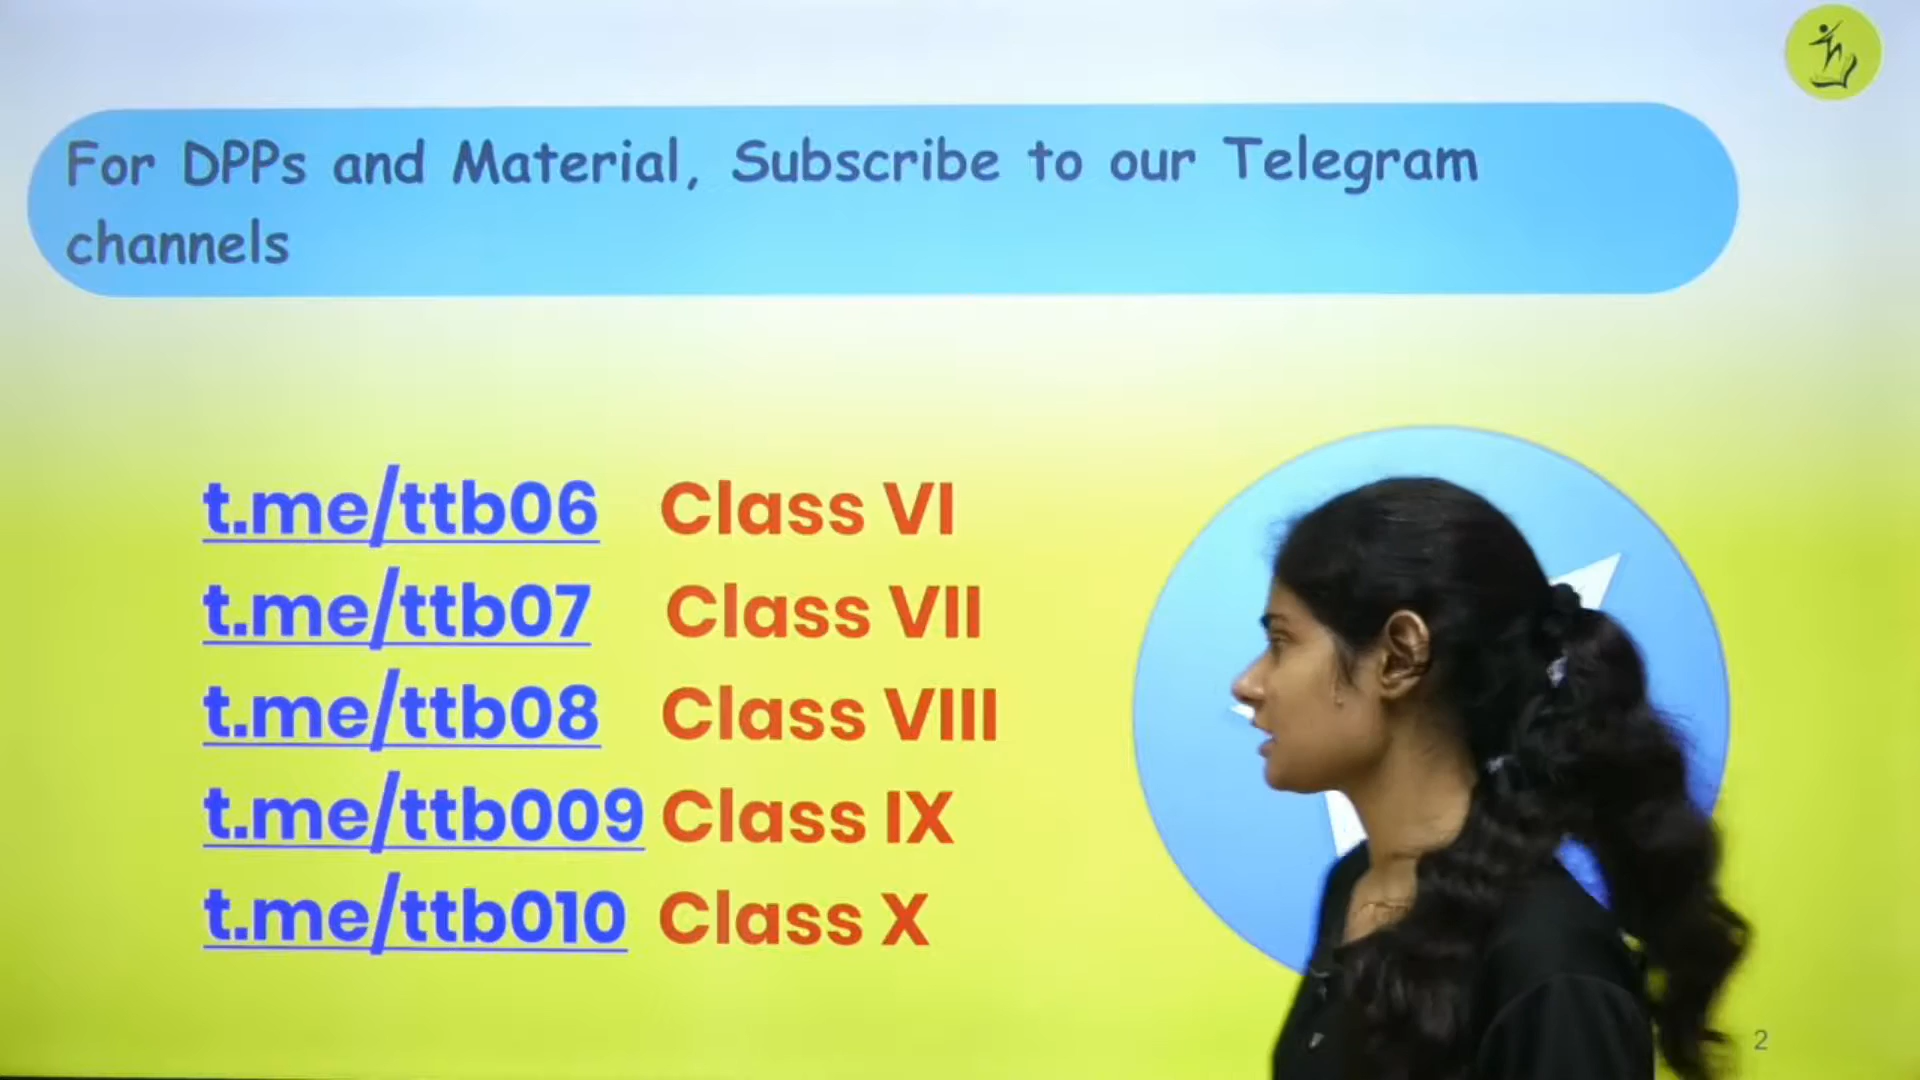 For DPPs and Material, Subscribe to our Telegram
channels
t.me/ttb06 Class VI
t.me/ttb07 Class VII
t.me/ttb08 Class VIII
t.me/ttb009 Class IX
t.me/ttb010 Class X
2